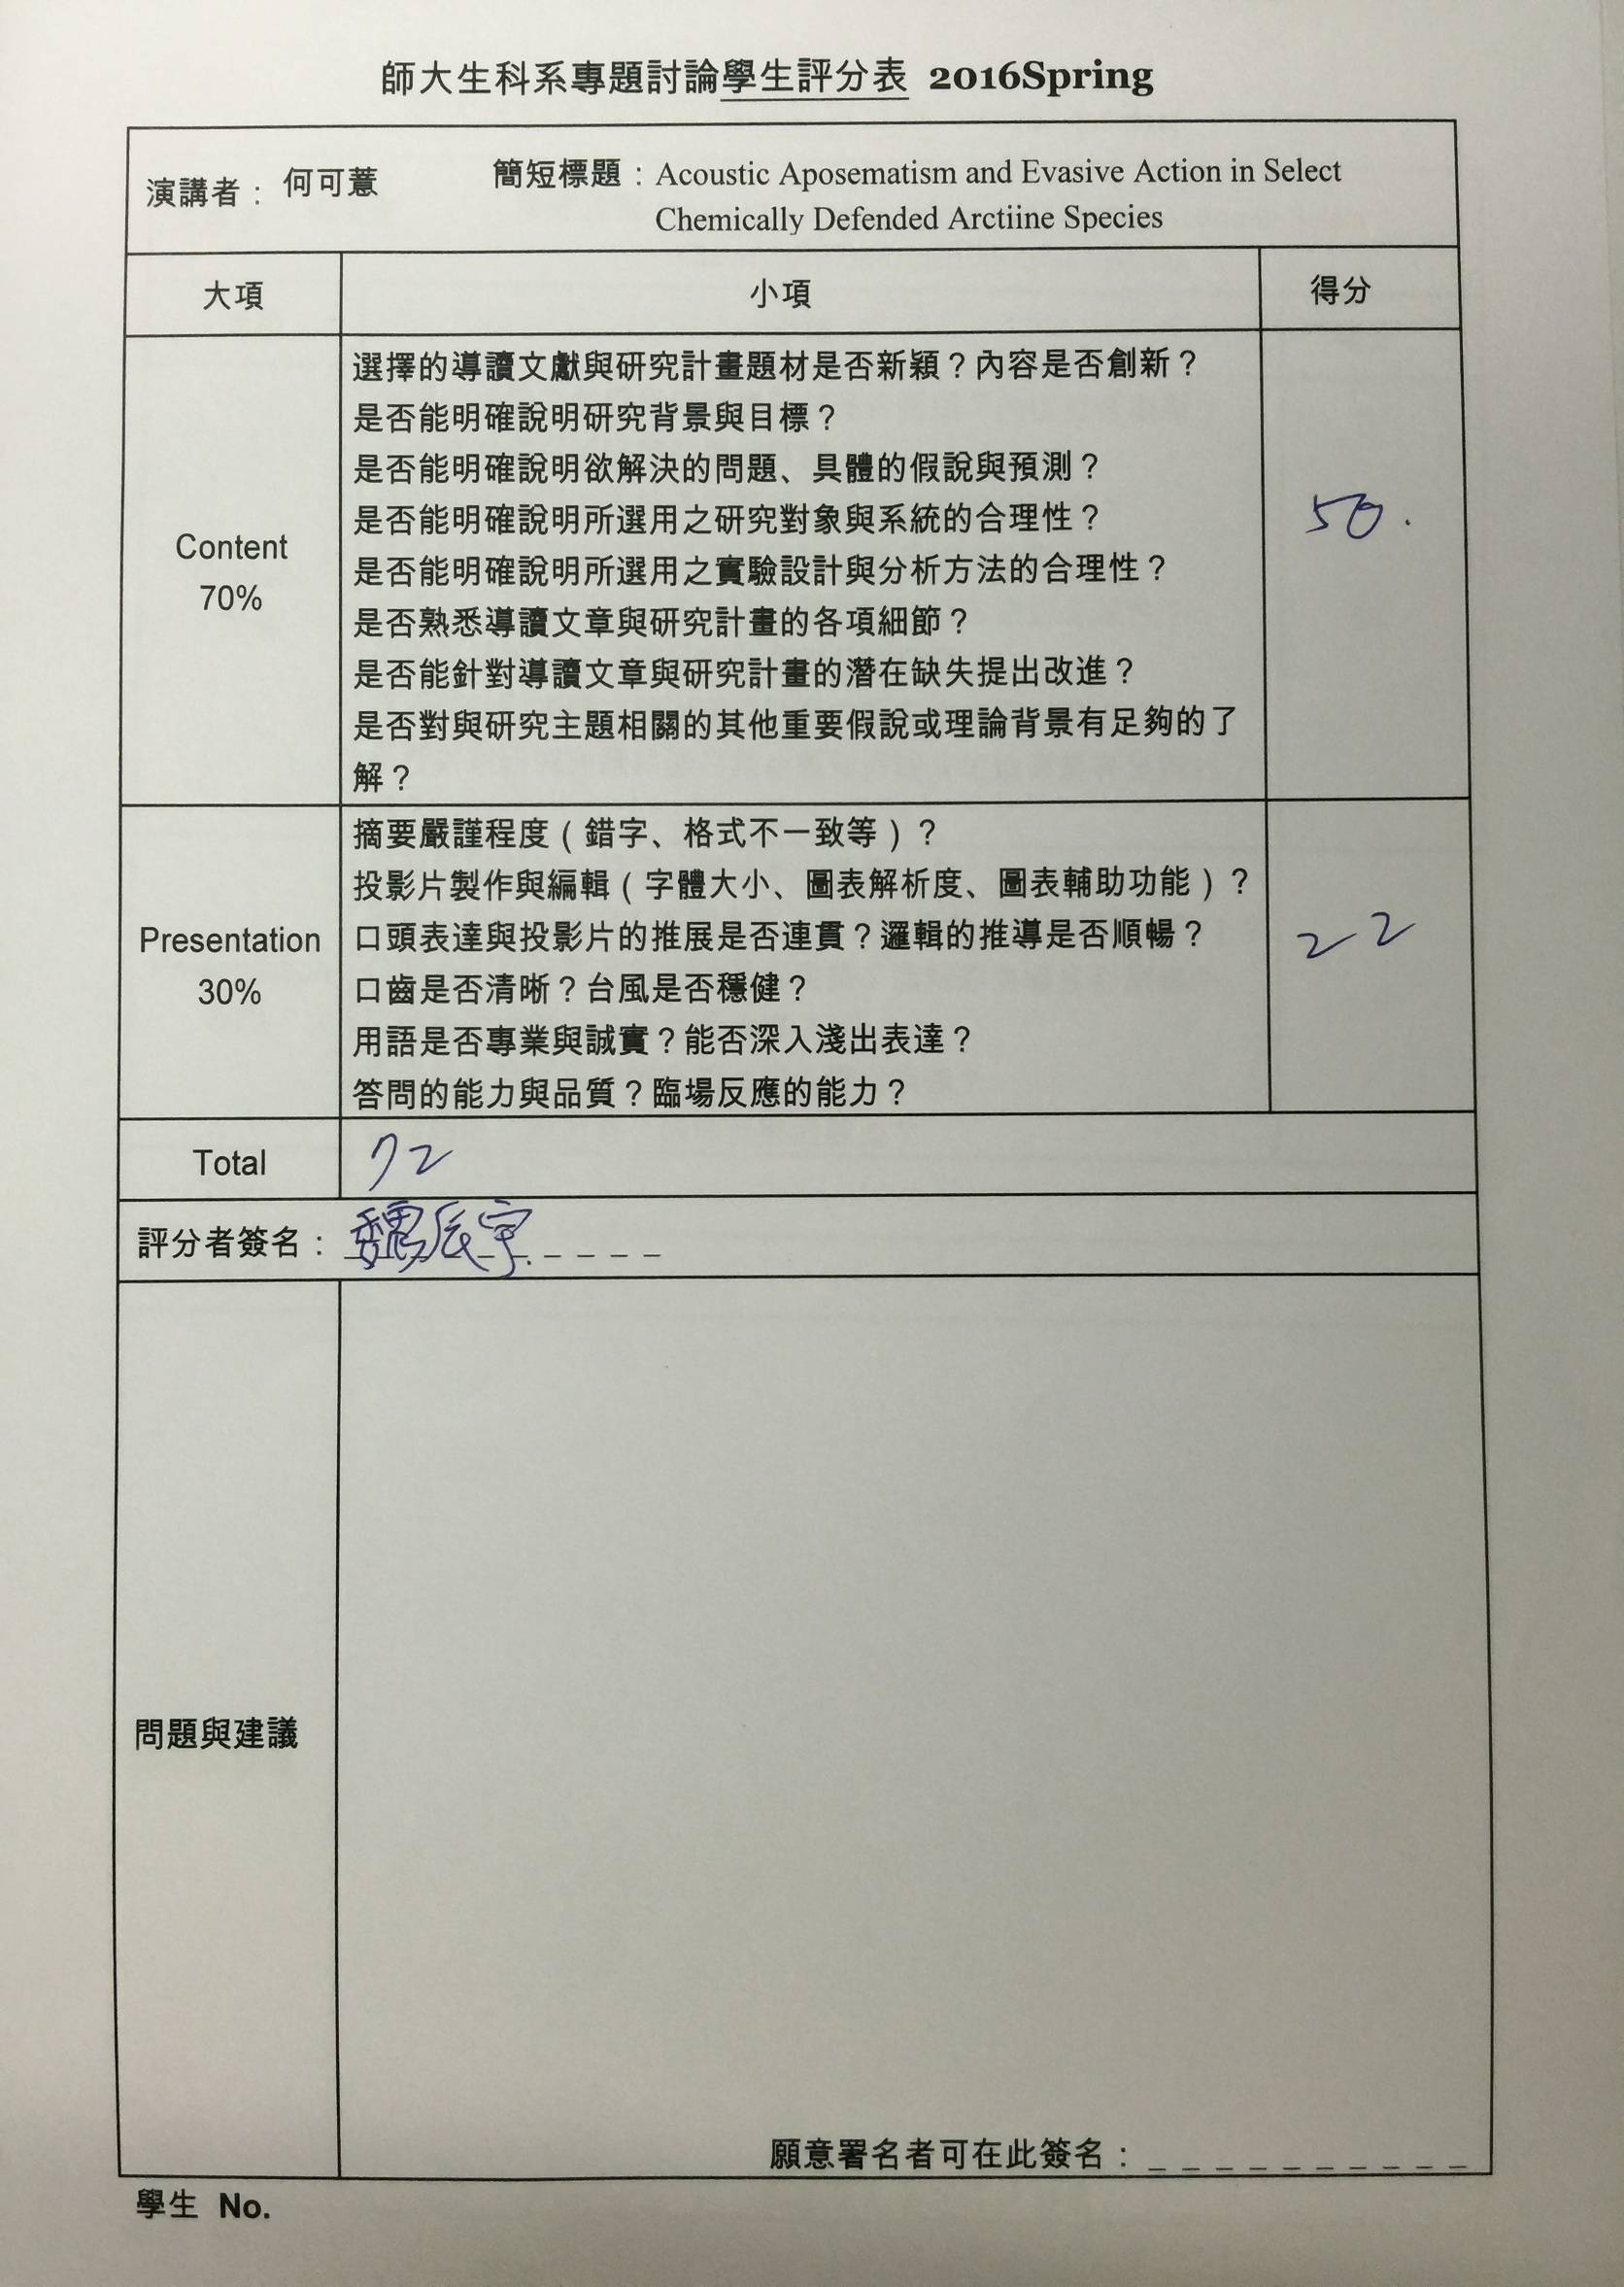 師大生科系專題討論學生評分表 2016Spring
演講者：何可薏 簡短標題：Acoustic Aposematism and Evasive Action in Select
Chemically Defended Arctiine Species
大項 小項 得分
選擇的導讀文獻與研究計畫題材是否新穎？內容是否創新？
是否能明確說明研究背景與目標？
是否能明確說明欲解決的問題、具體的假說與預測？
是否能明確說明所選用之研究對象與系統的合理性？
Content
70%
是否能明確說明所選用之實驗設計與分析方法的合理性？
是否熟悉導讀文章與研究計畫的各項細節？
是否能針對導讀文章與研究計畫的潛在缺失提出改進？
是否對與研究主題相關的其他重要假說或理論背景有足夠的了
解？
50.
摘要嚴謹程度（錯字、格式不一致等）？
投影片製作與編輯（字體大小、圖表解析度、圖表輔助功能）？
Presentation
30%
口頭表達與投影片的推展是否連貫？邏輯的推導是否順暢？
口齒是否清晰？台風是否穩健？
用語是否專業與誠實？能否深入淺出表達？
答問的能力與品質？臨場反應的能力？
22
Total 72
評分者簽名：魏辰宇.
問題與建議
願意署名者可在此簽名：
學生 No.